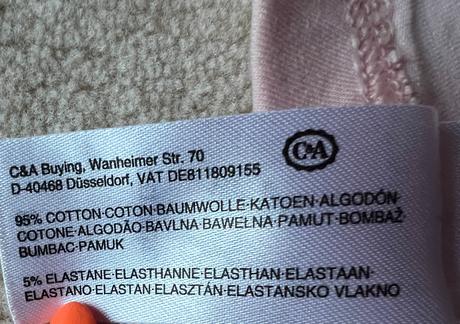 C&A Buying, Wanheimer Str. 70
D-40468 Düsseldorf, VAT DE811809155
C&A
95% COTTON·COTON·BAUMWOLLE·KATOEN·ALGODÓN·
COTONE·ALGODÃO·BAVLNA·BAWEŁNA·PAMUT·BOMBAŽ·
BUMBAC·PAMUK
5% ELASTANE·ELASTHANNE·ELASTHAN·ELASTAAN·
ELASTANO·ELASTAN·ELASZTÁN·ELASTANSKO VLAKNO